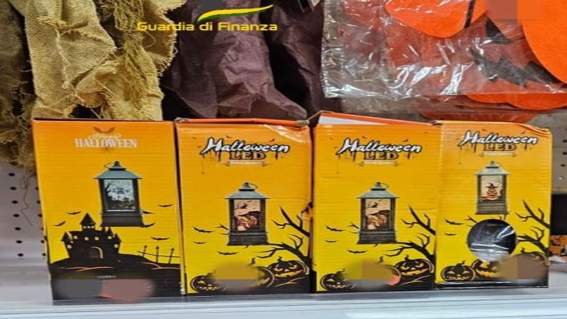 Guardia di Finanza
HALLOWEEN
Halloween
LED
Halloween
LED
Halloween
LED